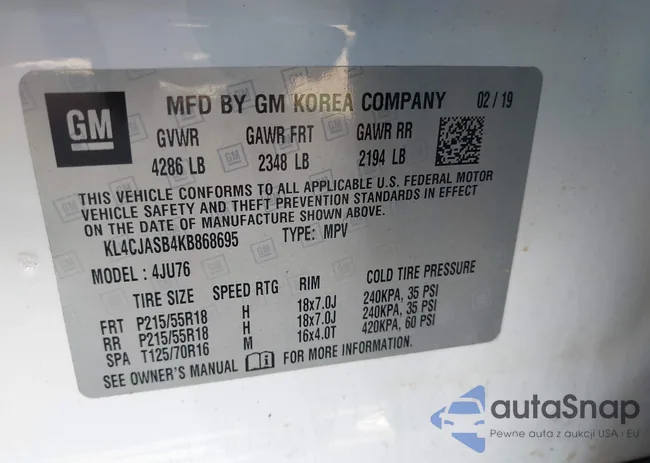 GM
MFD BY GM KOREA COMPANY 02 / 19
GVWR GAWR FRT GAWR RR
4286 LB 2348 LB 2194 LB
THIS VEHICLE CONFORMS TO ALL APPLICABLE U.S. FEDERAL MOTOR
VEHICLE SAFETY AND THEFT PREVENTION STANDARDS IN EFFECT
ON THE DATE OF MANUFACTURE SHOWN ABOVE.
KL4CJASB4KB868695 TYPE: MPV
MODEL : 4JU76
TIRE SIZE SPEED RTG RIM COLD TIRE PRESSURE
FRT P215/55R18 H 18x7.0J 240KPA, 35 PSI
RR P215/55R18 H 18x7.0J 240KPA, 35 PSI
SPA T125/70R16 M 16x4.0T 420KPA, 60 PSI
SEE OWNER'S MANUAL FOR MORE INFORMATION.
autaSnap
Pewne auta z aukcji USA i EU